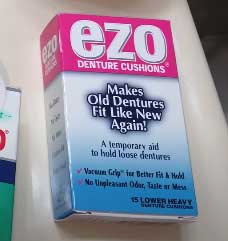 ezo
DENTURE CUSHIONS
Makes
Old Dentures
Fit Like New
Again!
A temporary aid
to hold loose dentures
✓ Vacuum Grip™ for Better Fit & Hold
✓ No Unpleasant Odor, Taste or Mess
15 LOWER HEAVY
DENTURE CUSHIONS